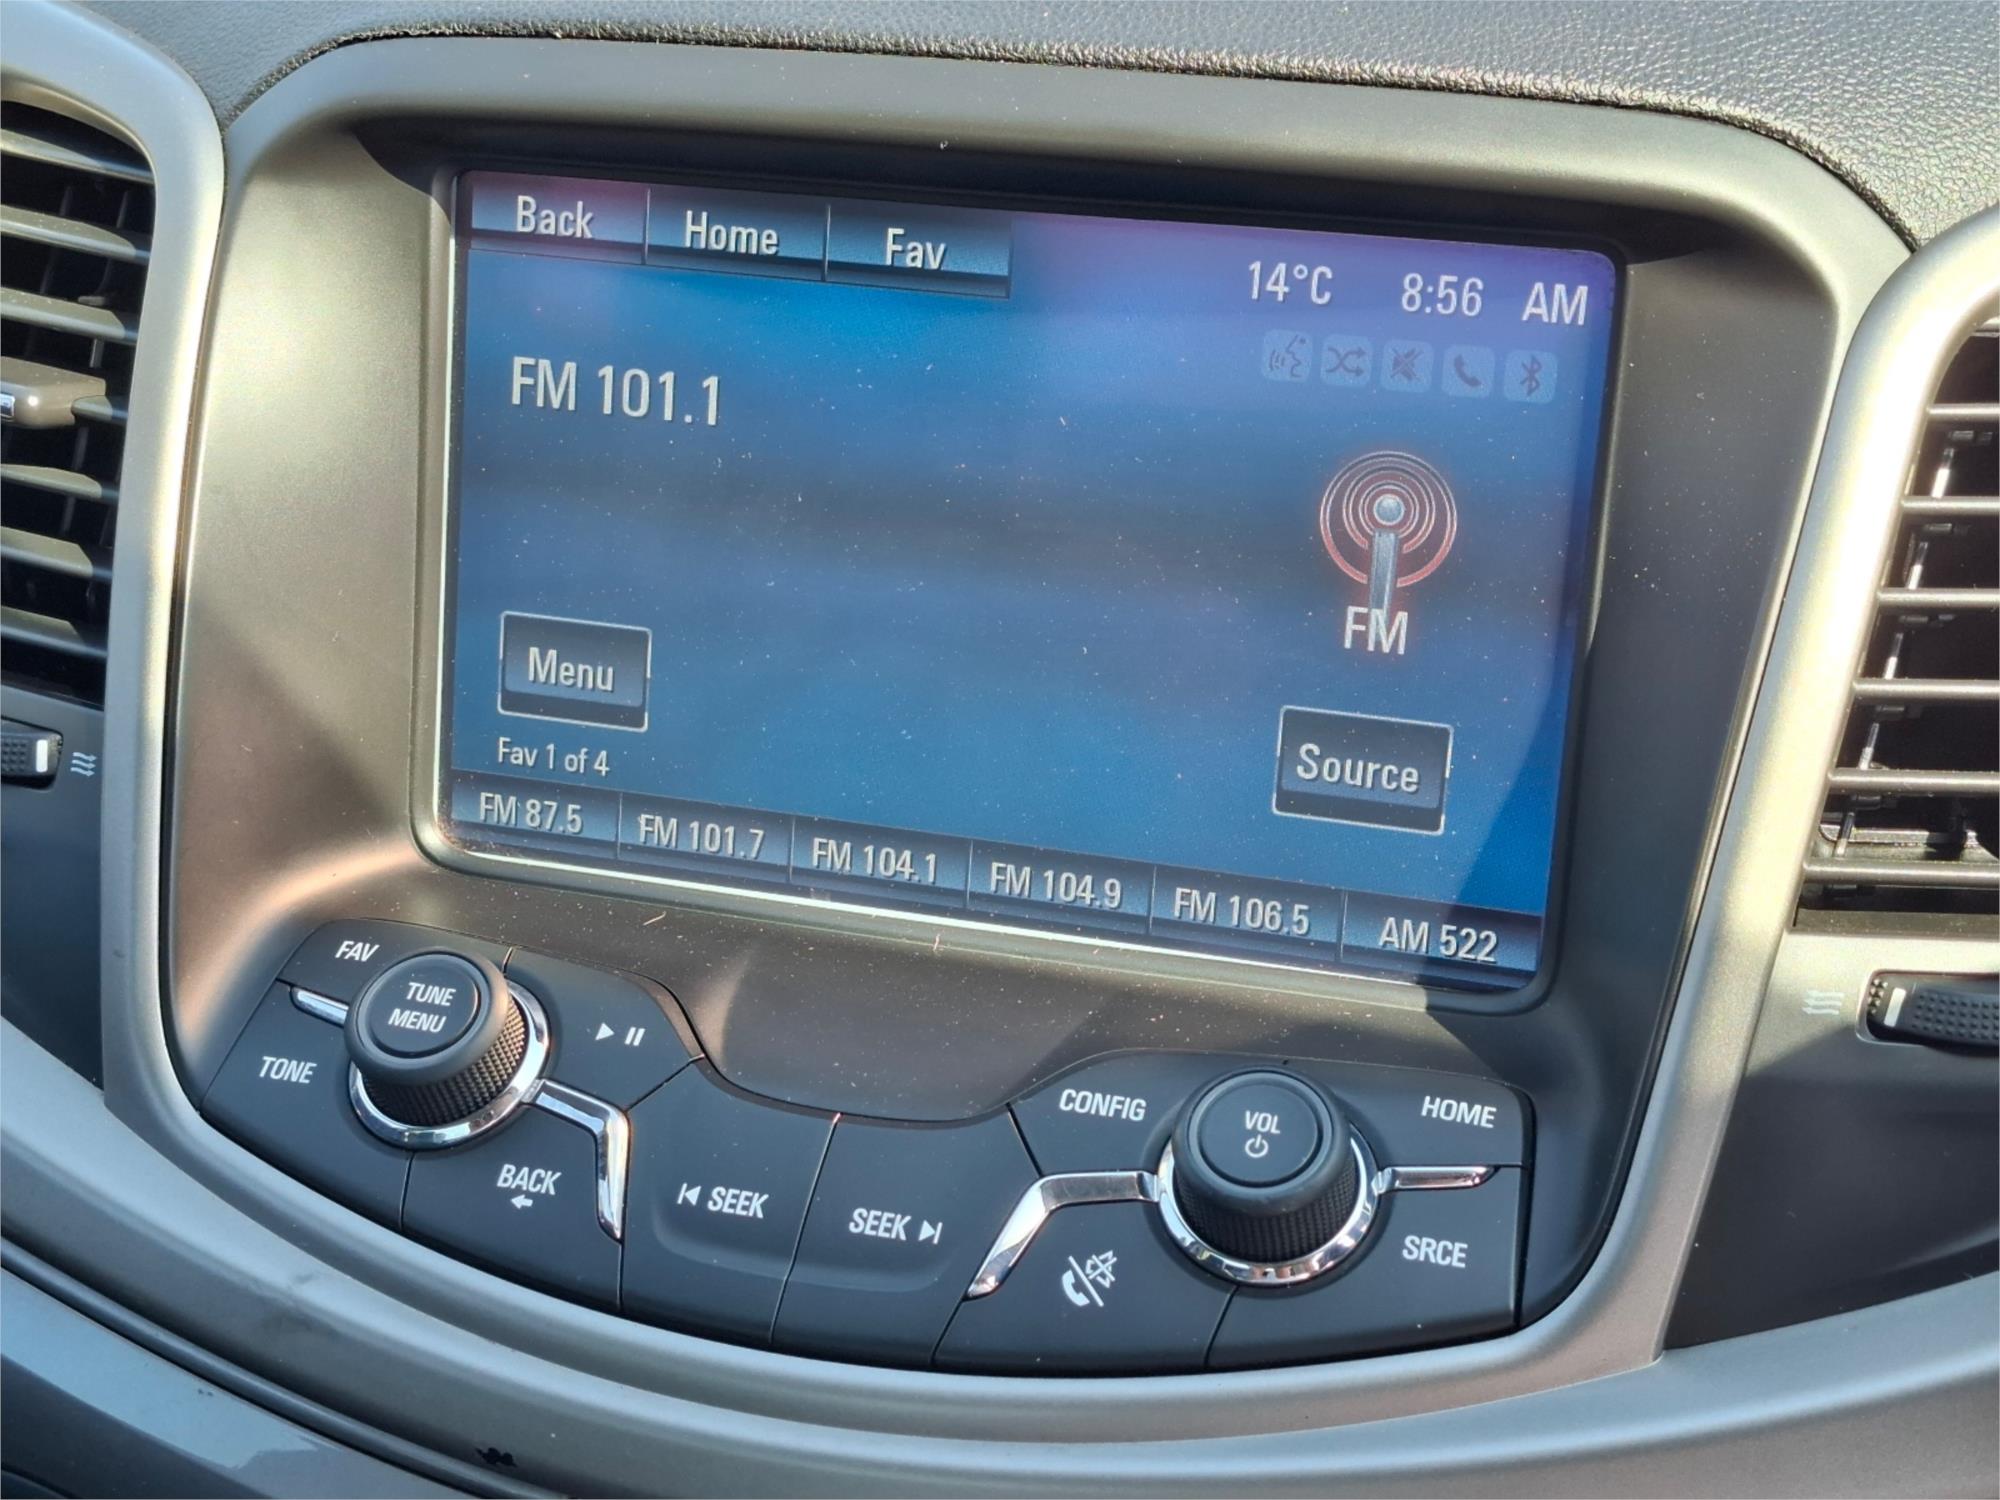 Back Home Fav
14°C 8:56 AM
FM 101.1
FM
Menu
Source
Fav 1 of 4
FM 87.5 FM 101.7 FM 104.1 FM 104.9 FM 106.5 AM 522
FAV
TUNE
MENU
TONE
BACK
SEEK
SEEK
CONFIG
VOL
HOME
SRCE